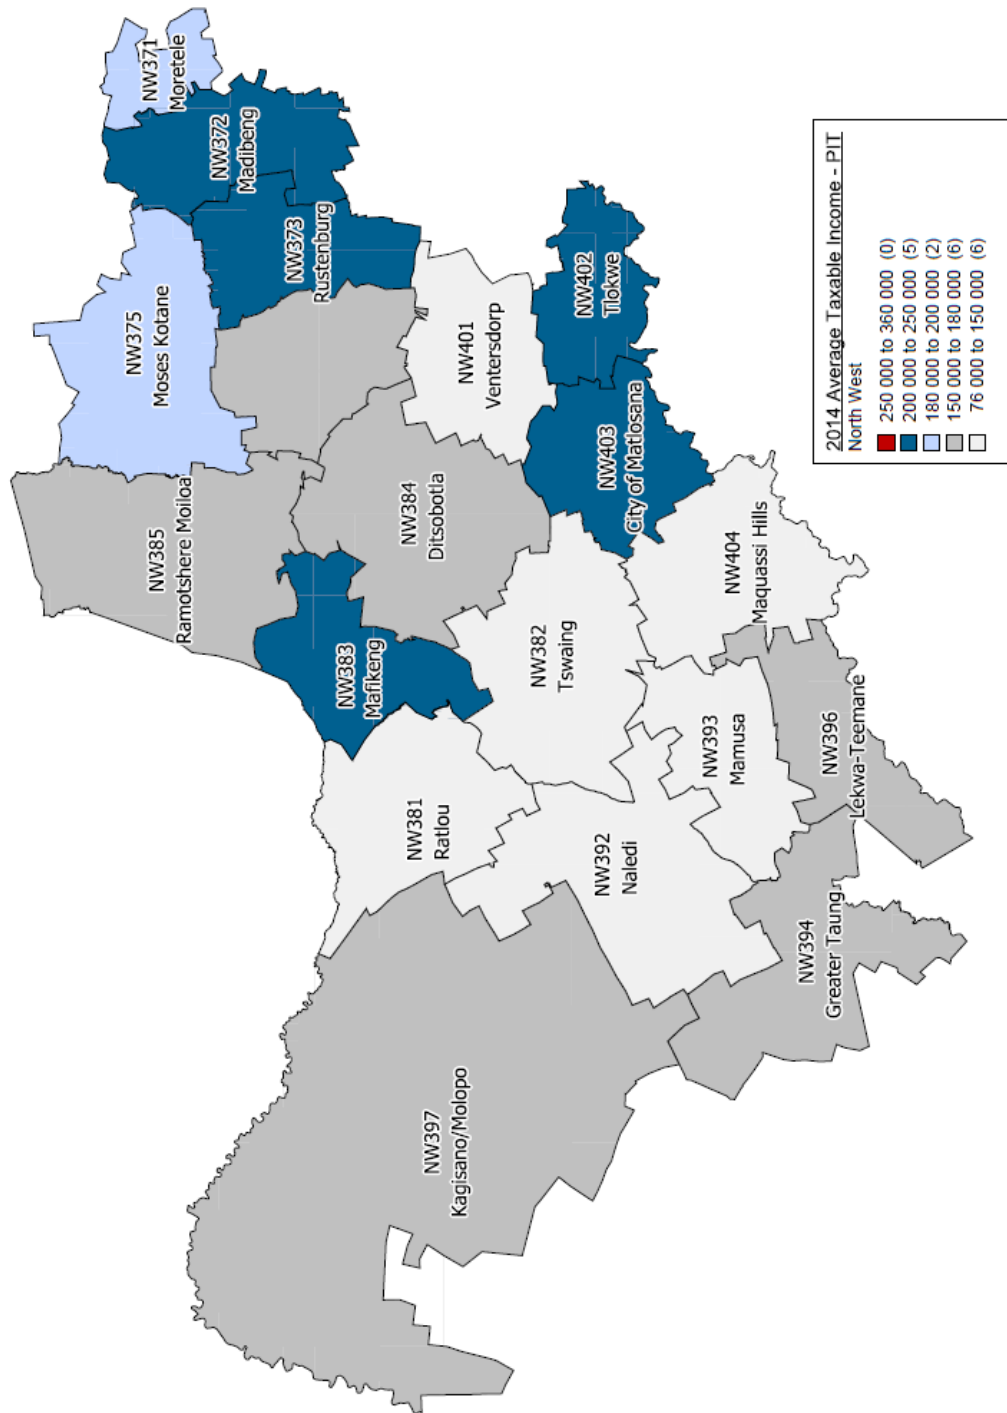 NW371
Moretele
NW372
Madibeng
NW373
Rustenburg
NW375
Moses Kotane
NW385
Ramotshere Moiloa
NW384
Ditsobotla
NW401
Ventersdorp
NW402
Tlokwe
NW403
City of Matlosana
NW404
Maquassi Hills
NW383
Mafikeng
NW382
Tswaing
NW381
Ratlou
NW392
Naledi
NW393
Mamusa
NW396
Lekwa-Teemane
NW394
Greater Taung
NW397
Kagisano/Molopo
2014 Average Taxable Income - PIT
North West
250 000 to 360 000 (0)
200 000 to 250 000 (5)
180 000 to 200 000 (2)
150 000 to 180 000 (6)
76 000 to 150 000 (6)